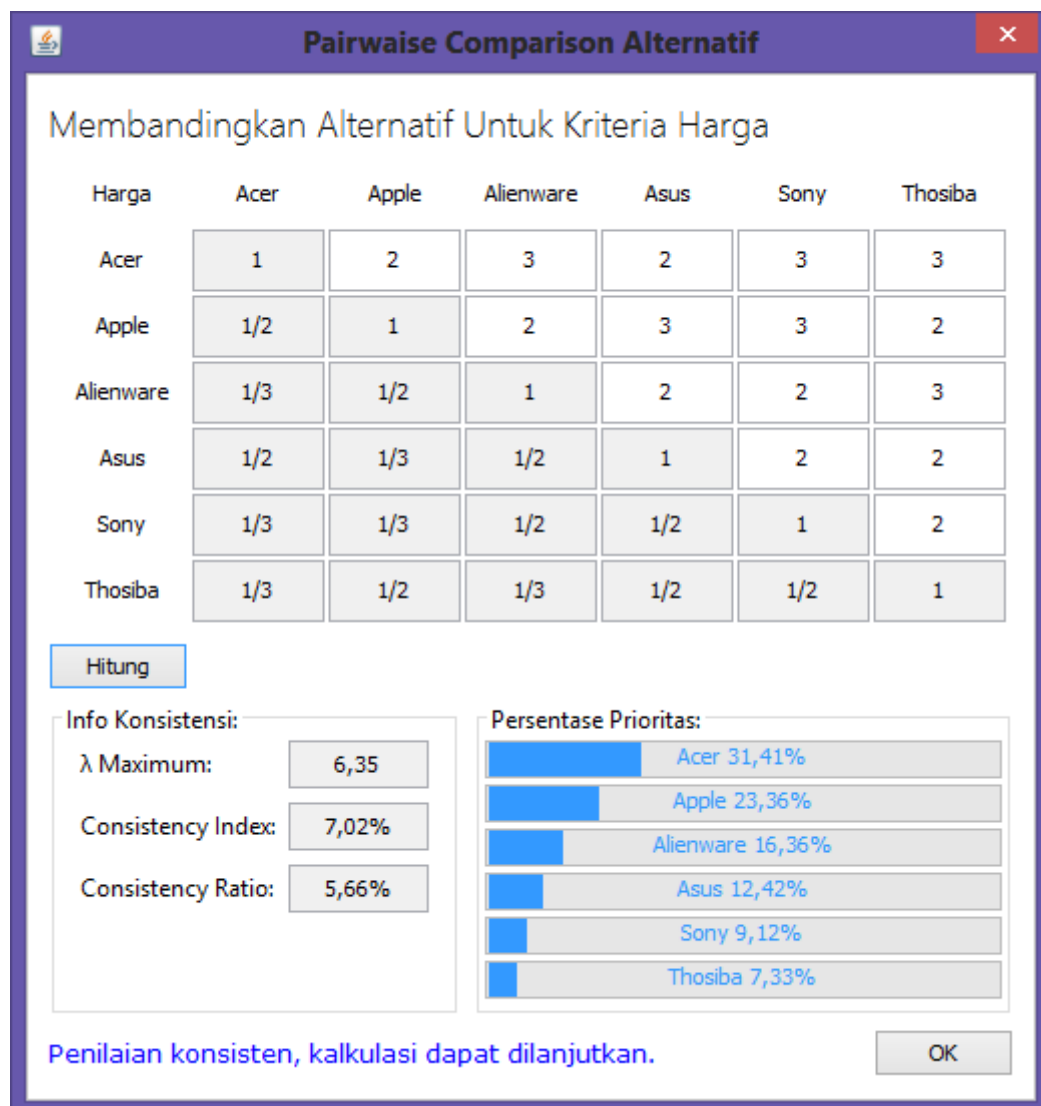 Pairwaise Comparison Alternatif
Membandingkan Alternatif Untuk Kriteria Harga
Harga Acer Apple Alienware Asus Sony Thosiba
Acer 1 2 3 2 3 3
Apple 1/2 1 2 3 3 2
Alienware 1/3 1/2 1 2 2 3
Asus 1/2 1/3 1/2 1 2 2
Sony 1/3 1/3 1/2 1/2 1 2
Thosiba 1/3 1/2 1/3 1/2 1/2 1
Hitung
Info Konsistensi:
λ Maximum: 6,35
Consistency Index: 7,02%
Consistency Ratio: 5,66%
Persentase Prioritas:
Acer 31,41%
Apple 23,36%
Alienware 16,36%
Asus 12,42%
Sony 9,12%
Thosiba 7,33%
Penilaian konsisten, kalkulasi dapat dilanjutkan.
OK